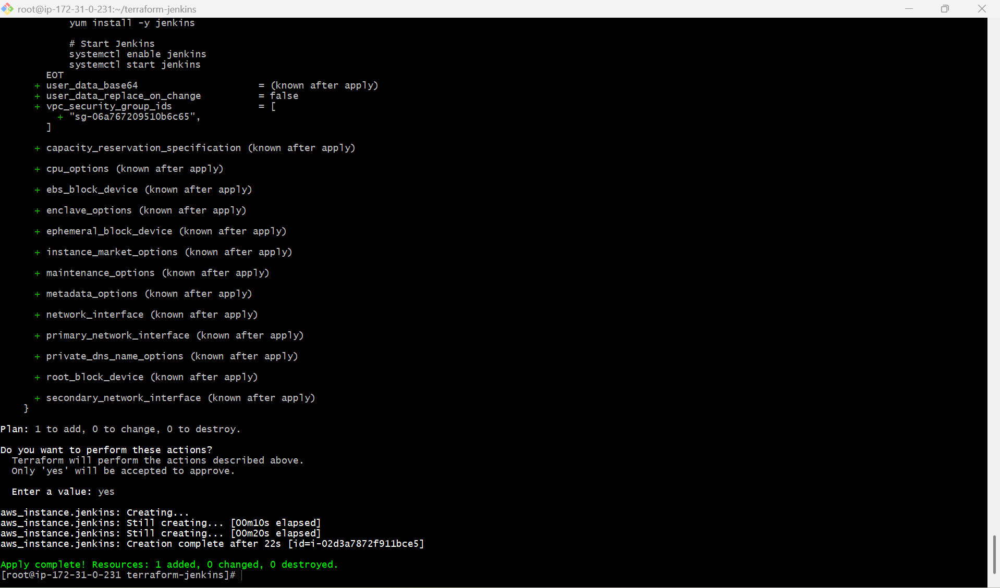 root@ip-172-31-0-231:~/terraform-jenkins
yum install -y jenkins
# Start Jenkins
systemctl enable jenkins
systemctl start jenkins
EOT
+ user_data_base64 = (known after apply)
+ user_data_replace_on_change = false
+ vpc_security_group_ids = [
+ "sg-06a767209510b6c65",
]
+ capacity_reservation_specification (known after apply)
+ cpu_options (known after apply)
+ ebs_block_device (known after apply)
+ enclave_options (known after apply)
+ ephemeral_block_device (known after apply)
+ instance_market_options (known after apply)
+ maintenance_options (known after apply)
+ metadata_options (known after apply)
+ network_interface (known after apply)
+ primary_network_interface (known after apply)
+ private_dns_name_options (known after apply)
+ root_block_device (known after apply)
+ secondary_network_interface (known after apply)
}
Plan: 1 to add, 0 to change, 0 to destroy.
Do you want to perform these actions?
Terraform will perform the actions described above.
Only 'yes' will be accepted to approve.
Enter a value: yes
aws_instance.jenkins: Creating...
aws_instance.jenkins: Still creating... [00m10s elapsed]
aws_instance.jenkins: Still creating... [00m20s elapsed]
aws_instance.jenkins: Creation complete after 22s [id=i-02d3a7872f911bce5]
Apply complete! Resources: 1 added, 0 changed, 0 destroyed.
[root@ip-172-31-0-231 terraform-jenkins]#